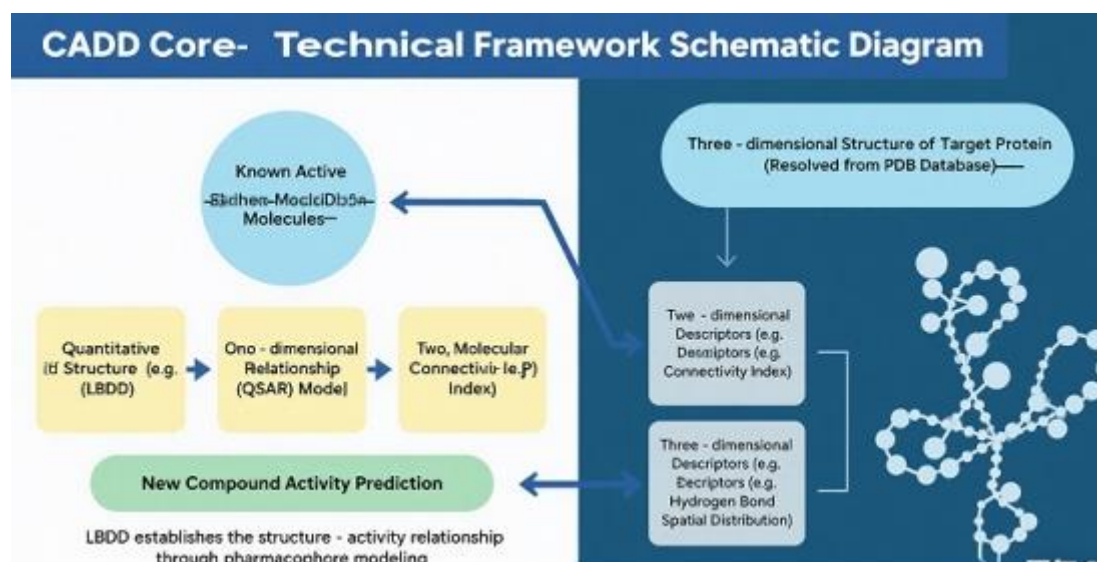 CADD Core- Technical Framework Schematic Diagram
Known Active
Molecules
Three - dimensional Structure of Target Protein
(Resolved from PDB Database)
Quantitative
Structure (e.g.
(LBDD)
Ono - dimensional
Relationship
(QSAR) Model
Two, Molecular
Index)
Twe - dimensional
Descriptors (e.g.
Desmiptors (e.g.
Connectivity Index)
Three - dimensional
Descriptors (e.g.
Eecriptors (e.g.
Hydrogen Bond
Spatial Distribution)
New Compound Activity Prediction
LBDD establishes the structure - activity relationship
through pharmacophore modeling